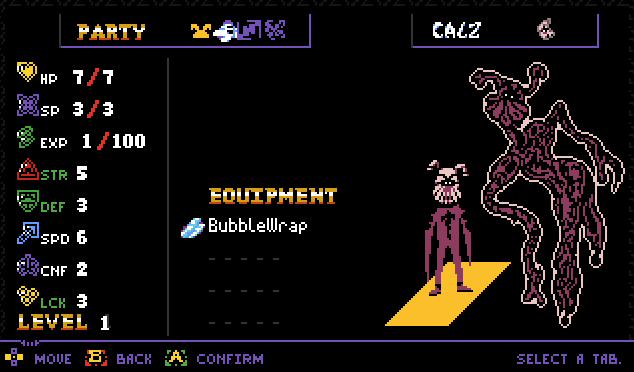 PARTY
CALZ
HP 7/7
SP 3/3
EXP 1/100
STR 5
DEF 3
SPD 6
CNF 2
LCK 3
LEVEL 1
EQUIPMENT
BubbleWrap
- - - - -
- - - - -
- - - - -
MOVE B BACK A CONFIRM
SELECT A TAB.